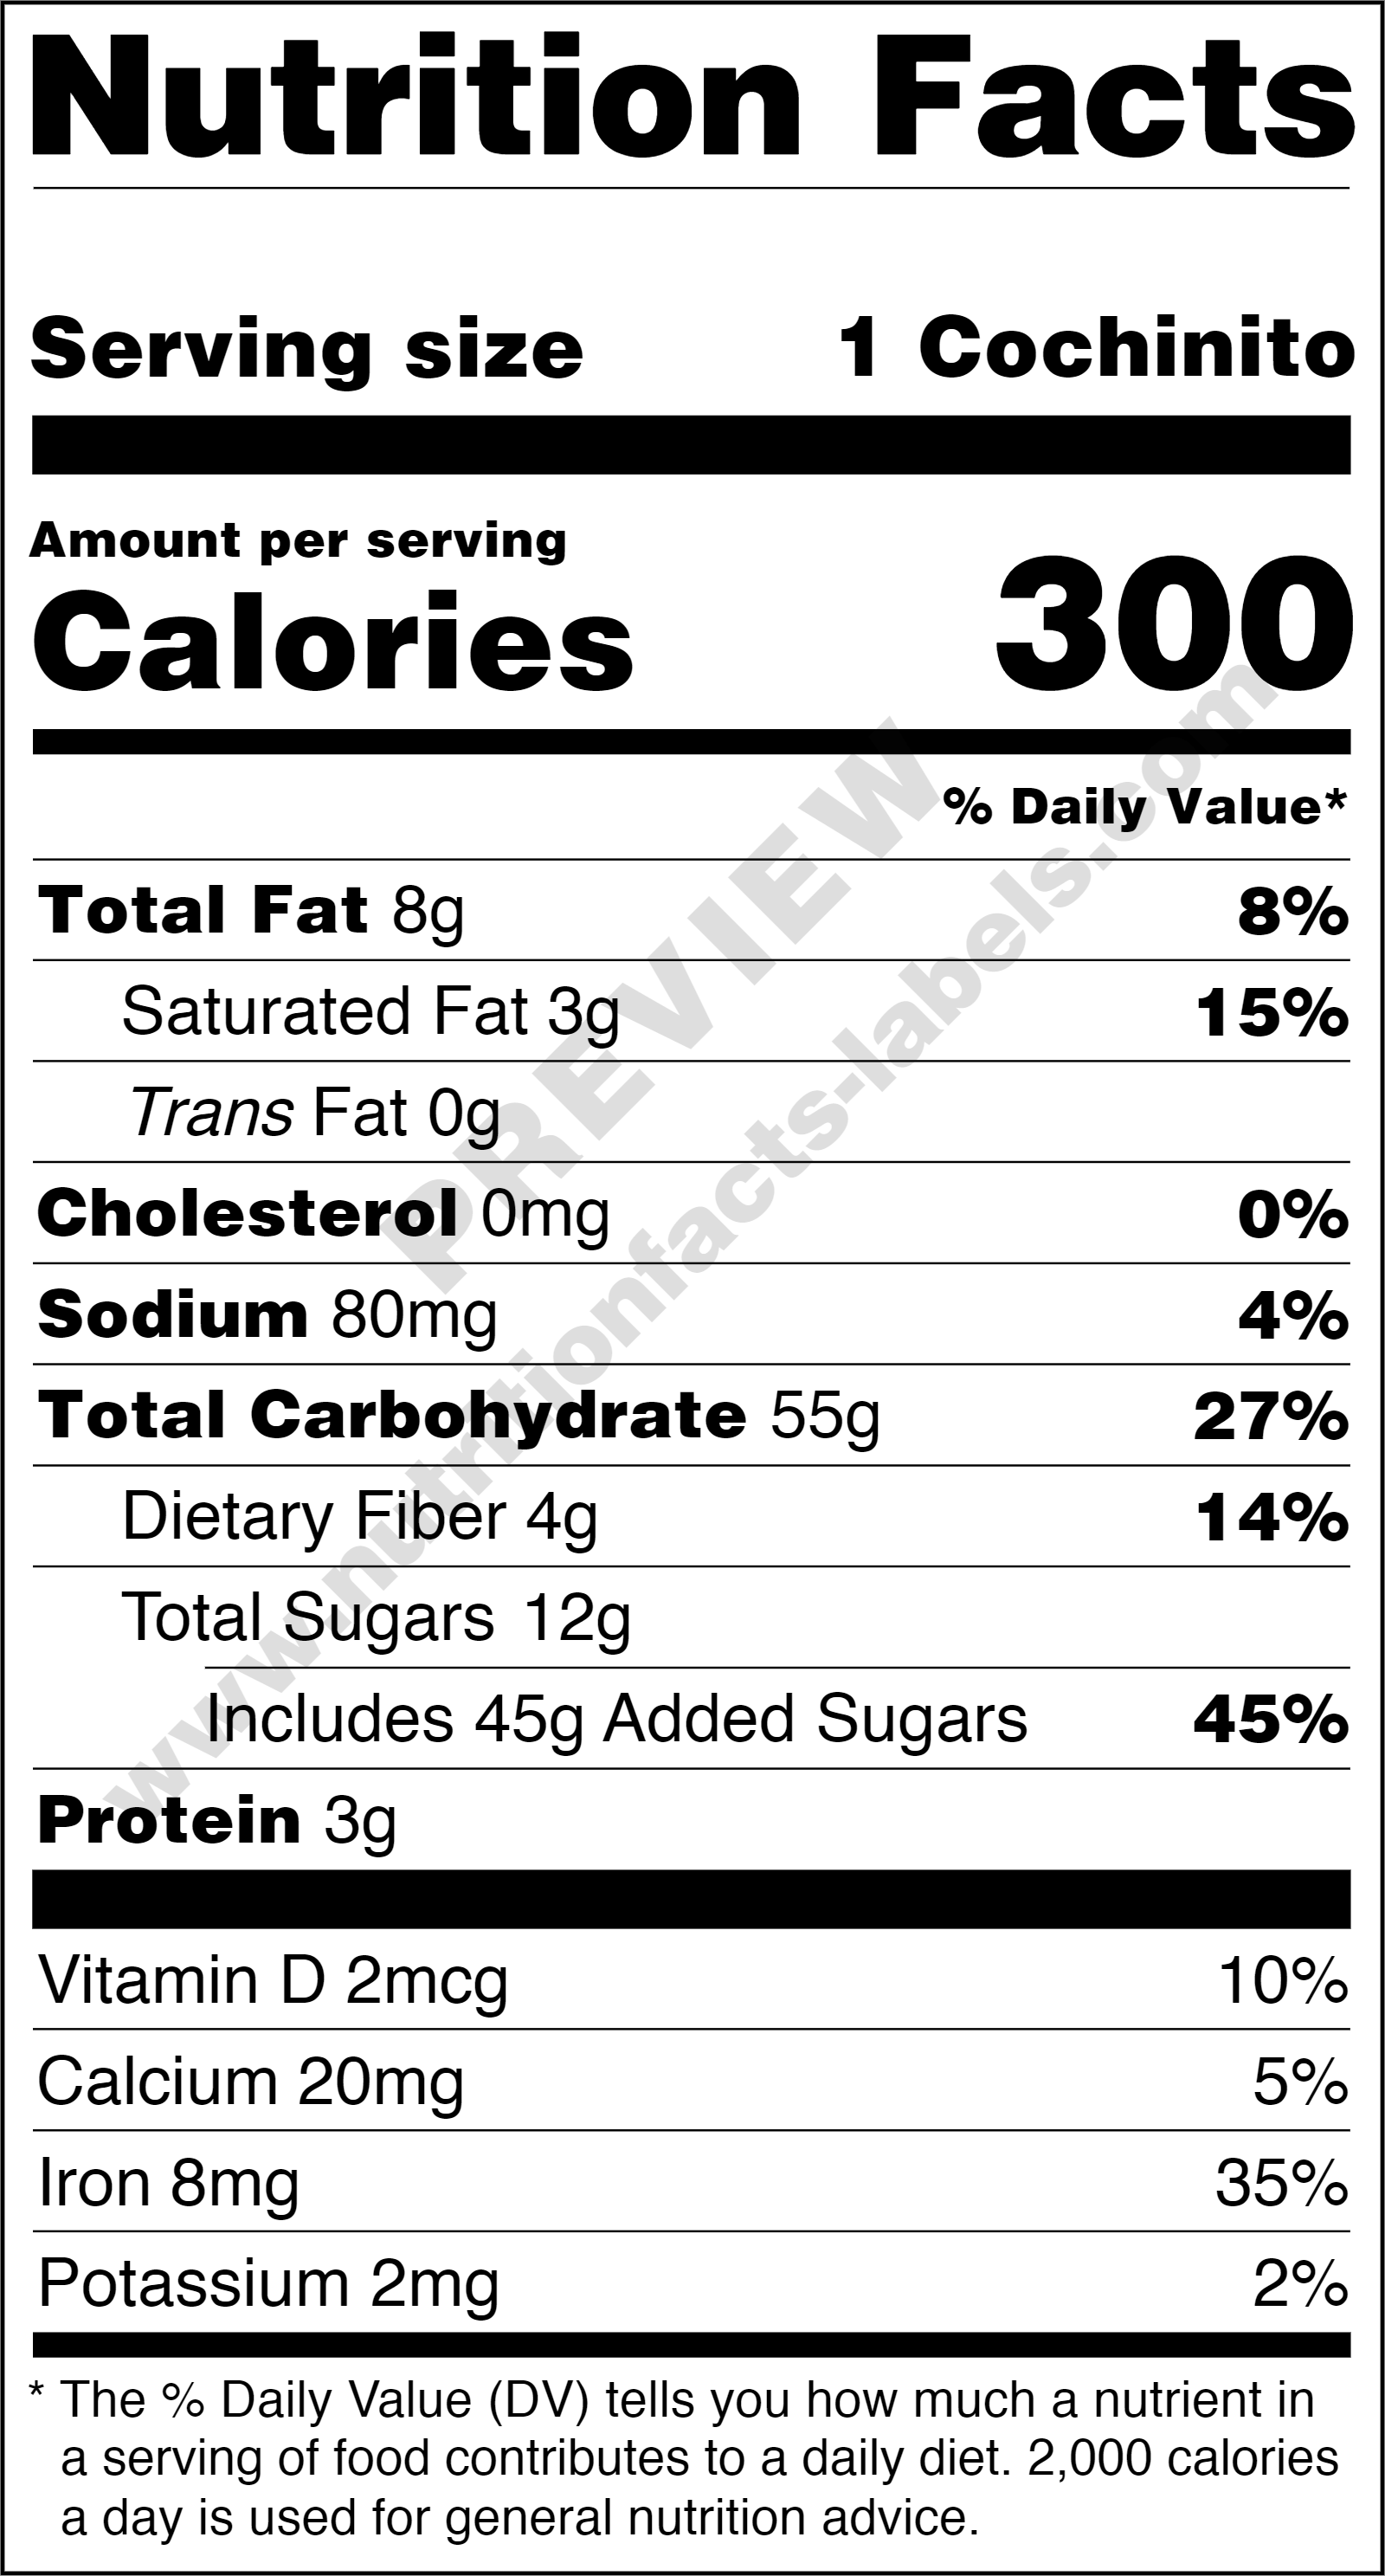 Nutrition Facts
Serving size 1 Cochinito
Amount per serving
Calories 300
% Daily Value*
Total Fat 8g 8%
Saturated Fat 3g 15%
Trans Fat 0g
Cholesterol 0mg 0%
Sodium 80mg 4%
Total Carbohydrate 55g 27%
Dietary Fiber 4g 14%
Total Sugars 12g
Includes 45g Added Sugars 45%
Protein 3g
Vitamin D 2mcg 10%
Calcium 20mg 5%
Iron 8mg 35%
Potassium 2mg 2%
* The % Daily Value (DV) tells you how much a nutrient in
a serving of food contributes to a daily diet. 2,000 calories
a day is used for general nutrition advice.
PREVIEW
www.nutritionfacts-labels.com